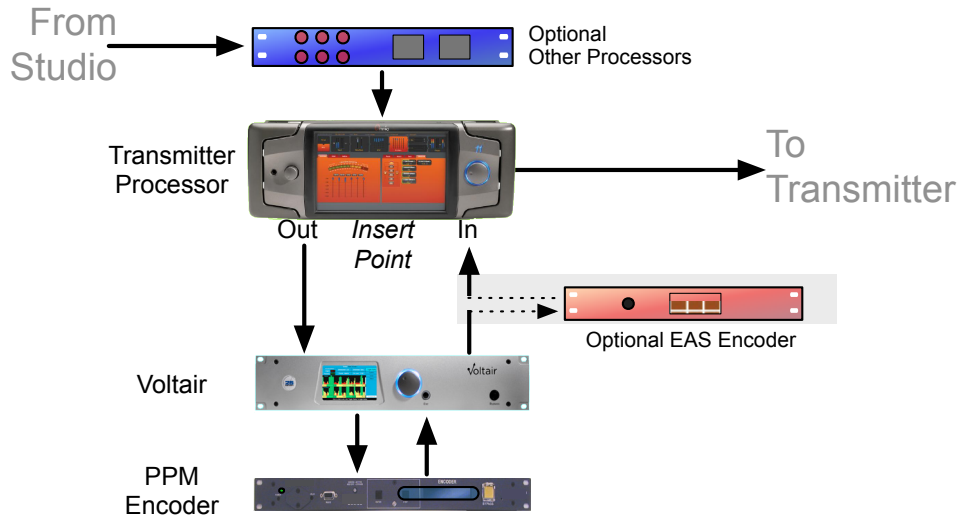 From
Studio
Optional
Other Processors
Transmitter
Processor
To
Transmitter
Out Insert In
Point
Optional EAS Encoder
Voltair
Voltair
PPM
Encoder
ENCODER